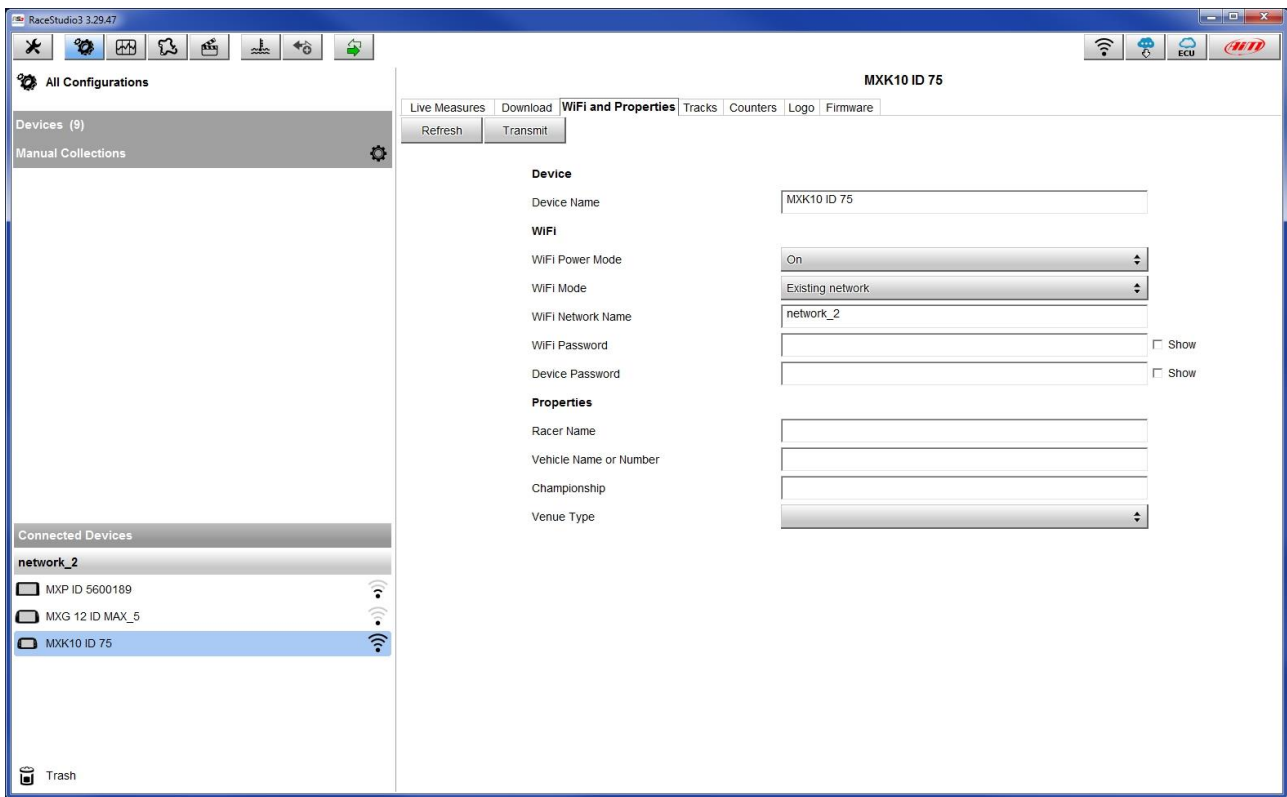 RaceStudio3 3.29.47
ECU
AiM
All Configurations
Devices (9)
Manual Collections
MXK10 ID 75
Live Measures Download WiFi and Properties Tracks Counters Logo Firmware
Refresh Transmit
Device
Device Name MXK10 ID 75
WiFi
WiFi Power Mode On
WiFi Mode Existing network
WiFi Network Name network_2
WiFi Password Show
Device Password Show
Properties
Racer Name
Vehicle Name or Number
Championship
Venue Type
Connected Devices
network_2
MXP ID 5600189
MXG 12 ID MAX_5
MXK10 ID 75
Trash